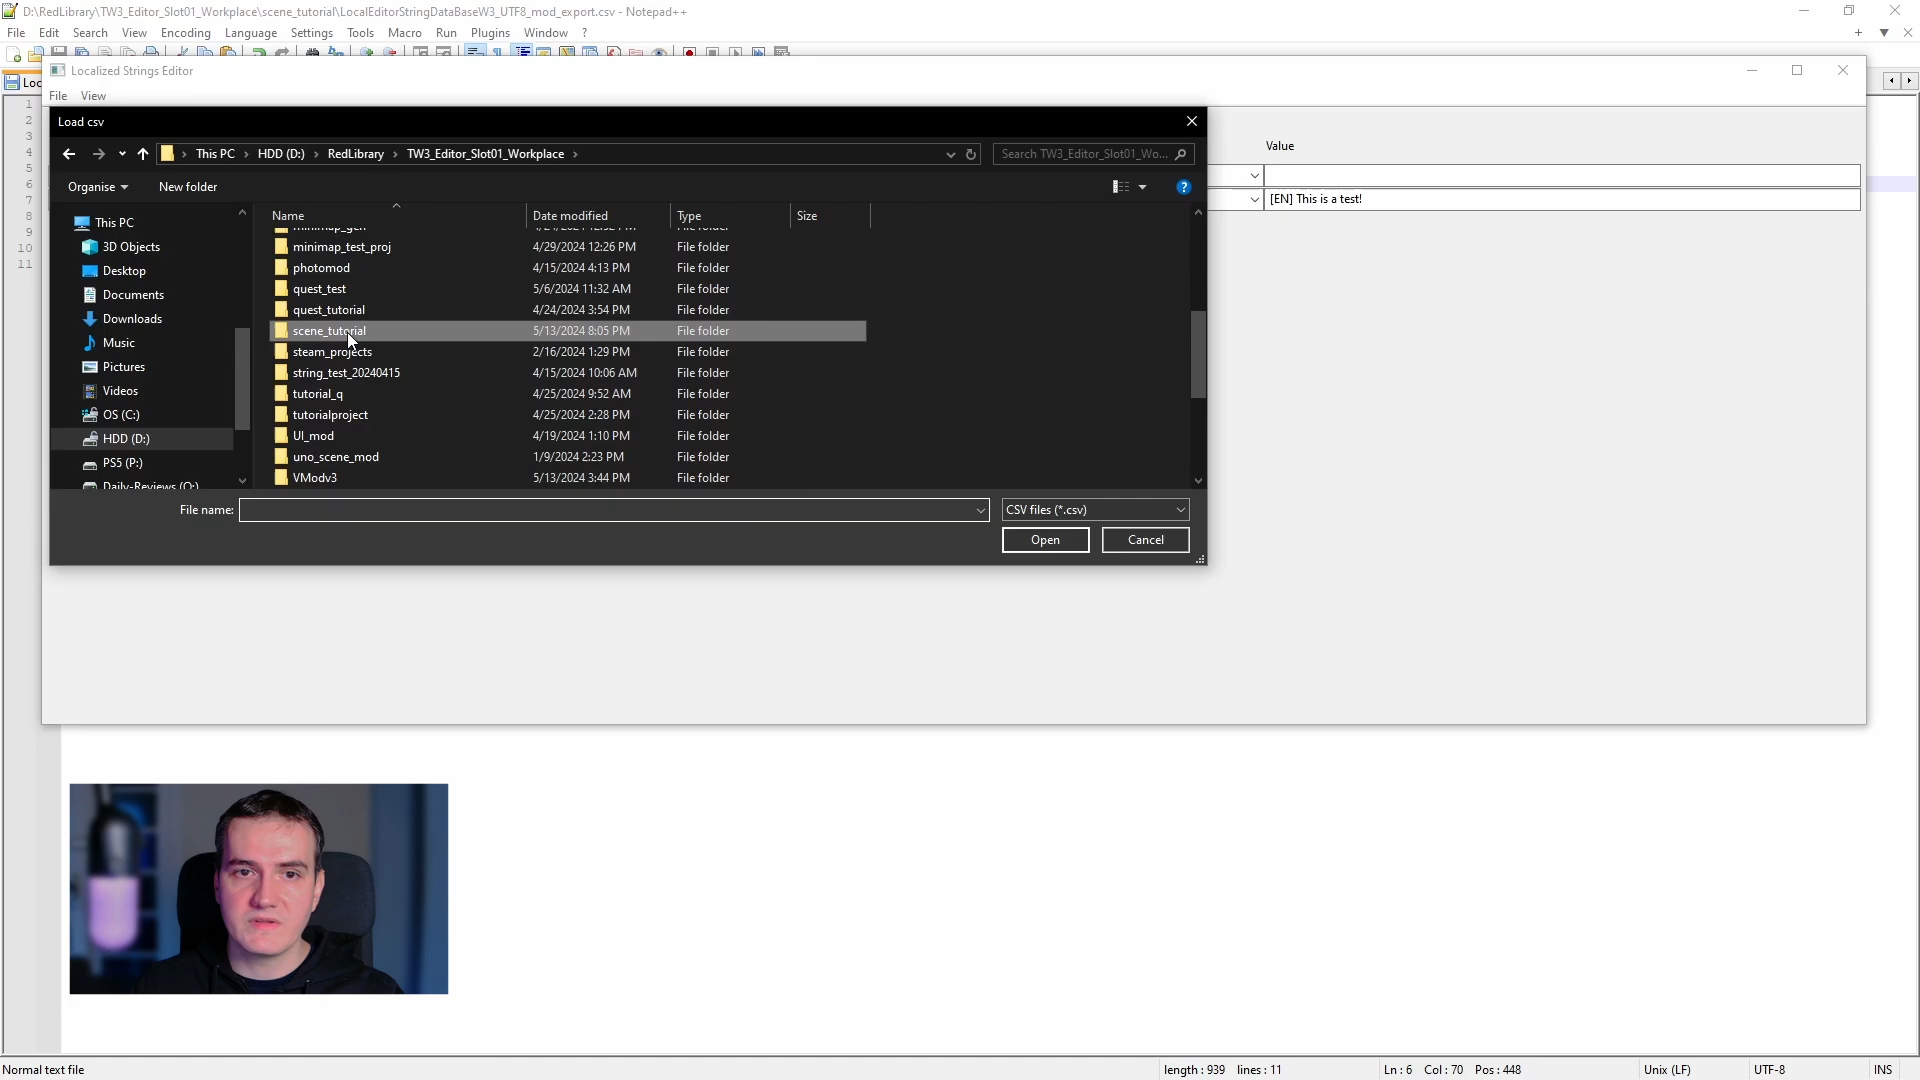 D:\RedLibrary\TW3_Editor_Slot01_Workplace\scene_tutorial\LocalEditorStringDataBaseW3_UTF8_mod_export.csv - Notepad++
File Edit Search View Encoding Language Settings Tools Macro Run Plugins Window ?
Localized Strings Editor
Loc
File View
Load csv
This PC > HDD (D:) > RedLibrary > TW3_Editor_Slot01_Workplace >
Search TW3_Editor_Slot01_Wo...
Value
Organise New folder
[EN] This is a test!
Name Date modified Type Size
minimap_test_proj 4/29/2024 12:26 PM File folder
photomod 4/15/2024 4:13 PM File folder
quest_test 5/6/2024 11:32 AM File folder
quest_tutorial 4/24/2024 3:54 PM File folder
scene_tutorial 5/13/2024 8:05 PM File folder
steam_projects 2/16/2024 1:29 PM File folder
string_test_20240415 4/15/2024 10:06 AM File folder
tutorial_q 4/25/2024 9:52 AM File folder
tutorialproject 4/25/2024 2:28 PM File folder
UI_mod 4/19/2024 1:10 PM File folder
uno_scene_mod 1/9/2024 2:23 PM File folder
VModv3 5/13/2024 3:44 PM File folder
This PC
3D Objects
Desktop
Documents
Downloads
Music
Pictures
Videos
OS (C:)
HDD (D:)
PS5 (P:)
Daily-Reviews (O:)
File name:
CSV files (*.csv)
Open Cancel
1
2
3
4
5
6
7
8
9
10
11
Normal text file
length : 939 lines : 11
Ln : 6 Col : 70 Pos : 448
Unix (LF)
UTF-8
INS